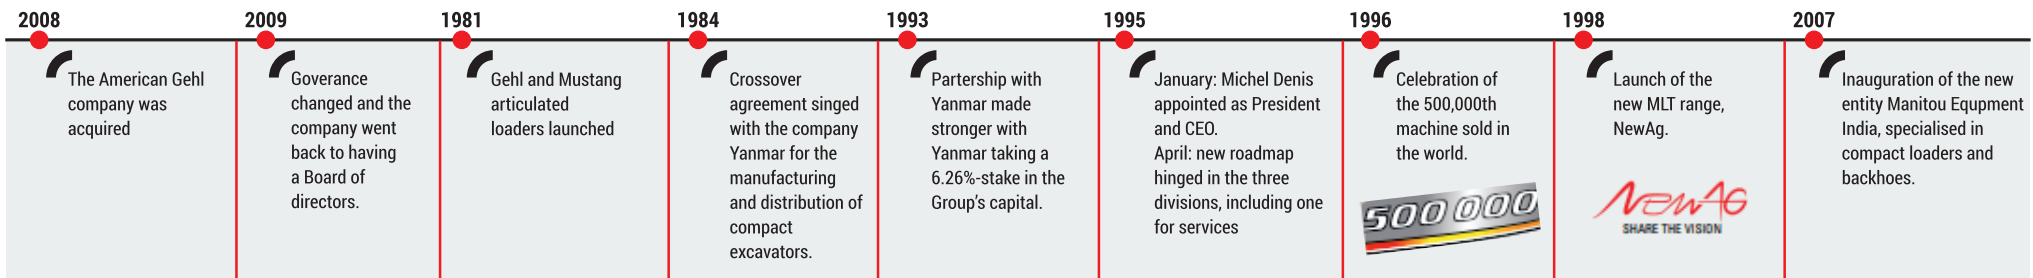 2008
The American Gehl
company was
acquired
2009
Goverance
changed and the
company went
back to having
a Board of
directors.
1981
Gehl and Mustang
articulated
loaders launched
1984
Crossover
agreement singed
with the company
Yanmar for the
manufacturing
and distribution of
compact
excavators.
1993
Partership with
Yanmar made
stronger with
Yanmar taking a
6.26%-stake in the
Group's capital.
1995
January: Michel Denis
appointed as President
and CEO.
April: new roadmap
hinged in the three
divisions, including one
for services
1996
Celebration of
the 500,000th
machine sold in
the world.
500 000
1998
Launch of the
new MLT range,
NewAg.
NewAG
SHARE THE VISION
2007
Inauguration of the new
entity Manitou Equpment
India, specialised in
compact loaders and
backhoes.